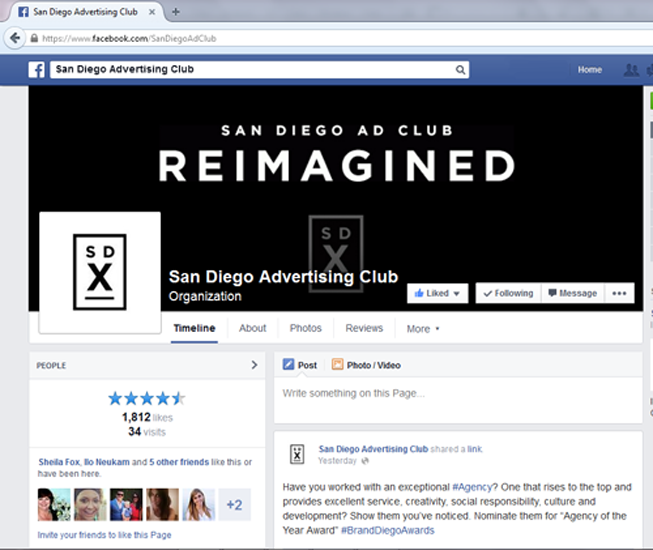 San Diego Advertising Club
https://www.facebook.com/SanDiegoAdClub
San Diego Advertising Club
Home
SAN DIEGO AD CLUB
REIMAGINED
SD
X
SD
X
San Diego Advertising Club
Organization
Liked
Following
Message
Timeline
About
Photos
Reviews
More
PEOPLE
1,812 likes
34 visits
Sheila Fox, Ilo Neukam and 5 other friends like this or
have been here.
+2
Invite your friends to like this Page
Post
Photo / Video
Write something on this Page...
SD
X
San Diego Advertising Club shared a link.
Yesterday
Have you worked with an exceptional #Agency? One that rises to the top and
provides excellent service, creativity, social responsibility, culture and
development? Show them you've noticed. Nominate them for "Agency of the
Year Award" #BrandDiegoAwards